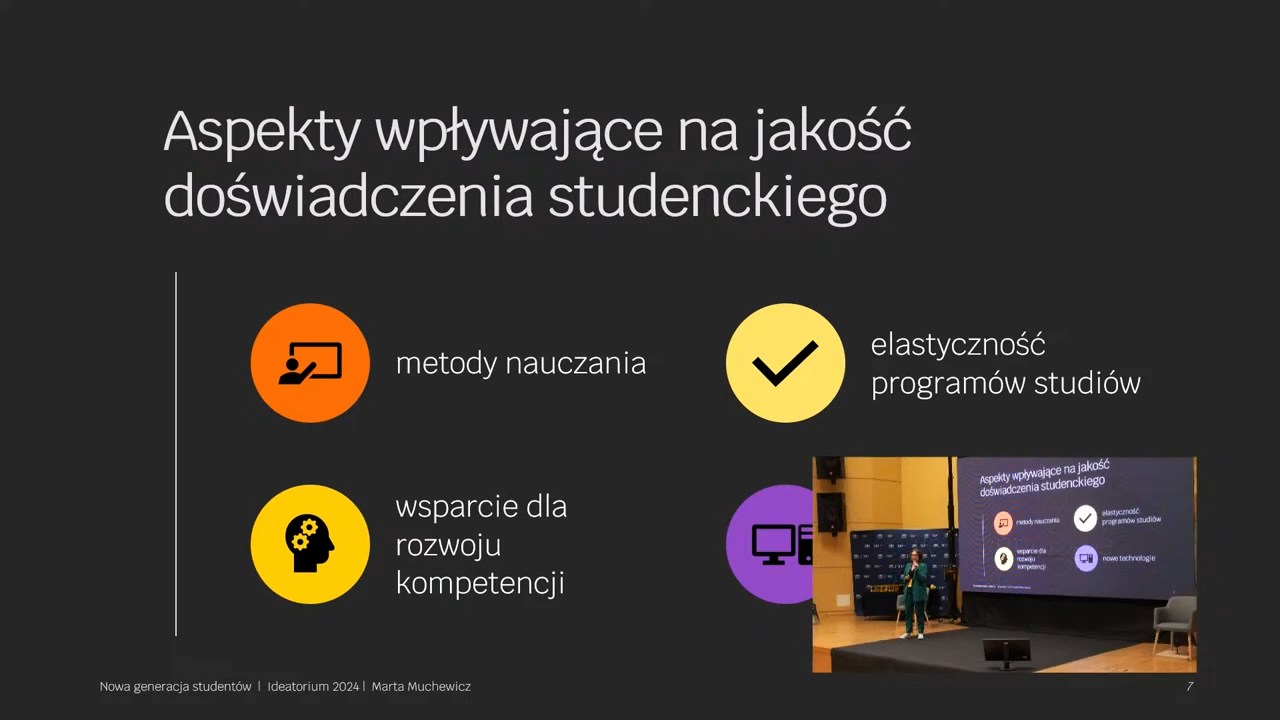 Aspekty wpływające na jakość
doświadczenia studenckiego
metody nauczania
elastyczność
programów studiów
wsparcie dla
rozwoju
kompetencji
Aspekty wpływające na jakość
doświadczenia studenckiego
metody nauczania
elastyczność
programów studiów
wsparcie dla
rozwoju
kompetencji
nowe technologie
Nowa generacja studentów | Ideatorium 2024 | Marta Muchewicz
7